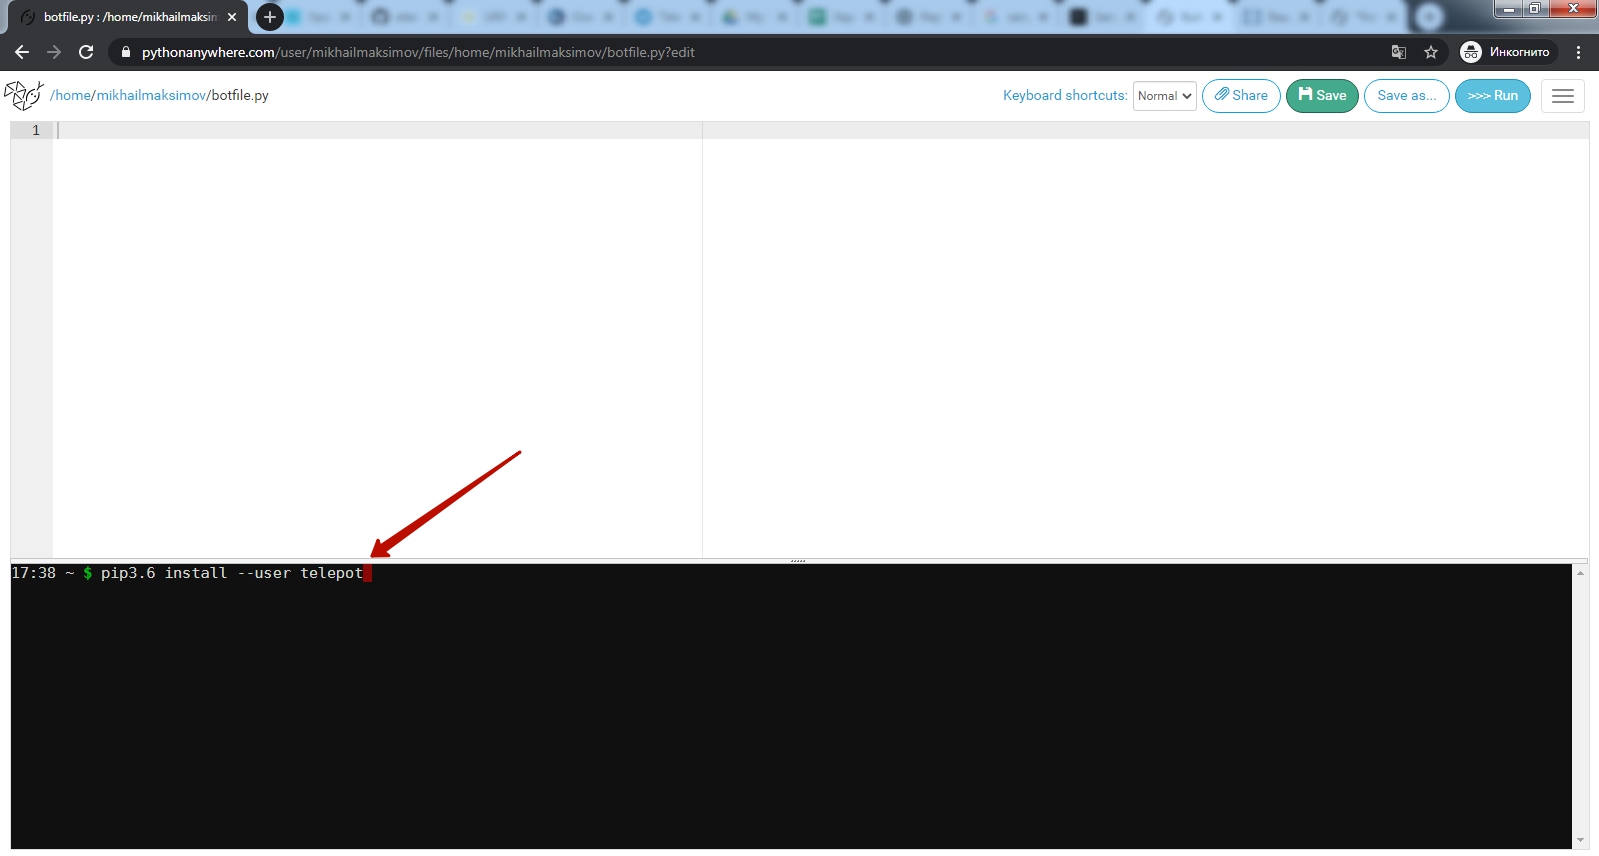 botfile.py : /home/mikhailmaksim
pythonanywhere.com/user/mikhailmaksimov/files/home/mikhailmaksimov/botfile.py?edit
Инкогнито
/home/mikhailmaksimov/botfile.py
Keyboard shortcuts: Normal Share Save Save as... >>> Run
1
17:38 ~ $ pip3.6 install --user telepot